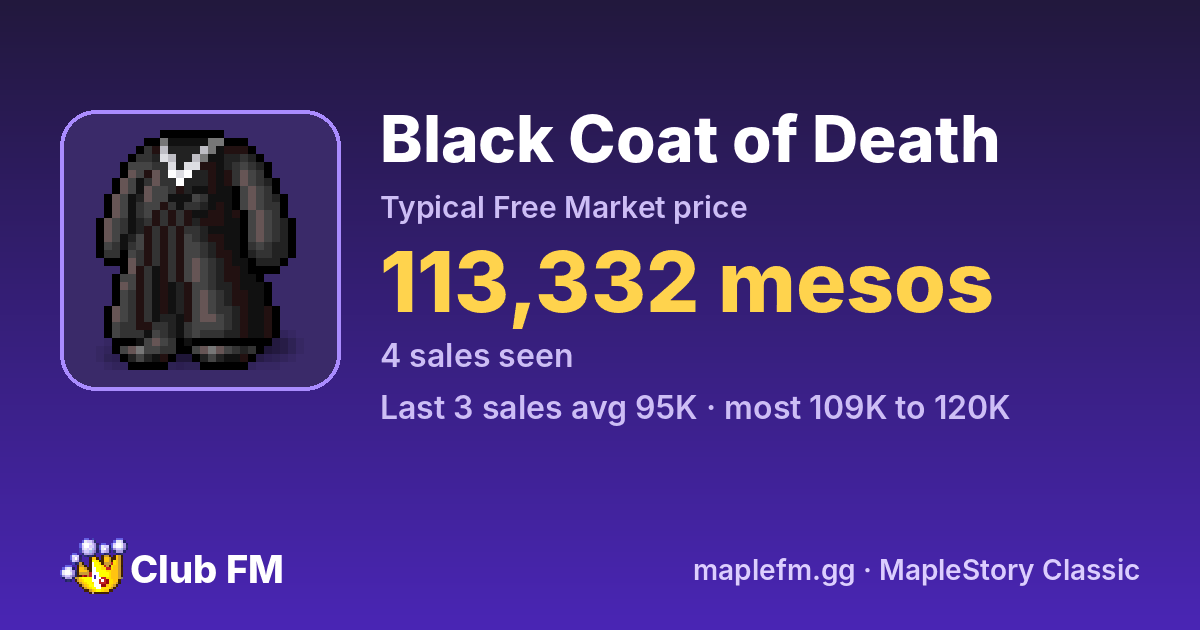 Black Coat of Death
Typical Free Market price
113,332 mesos
4 sales seen
Last 3 sales avg 95K · most 109K to 120K
Club FM
maplefm.gg · MapleStory Classic